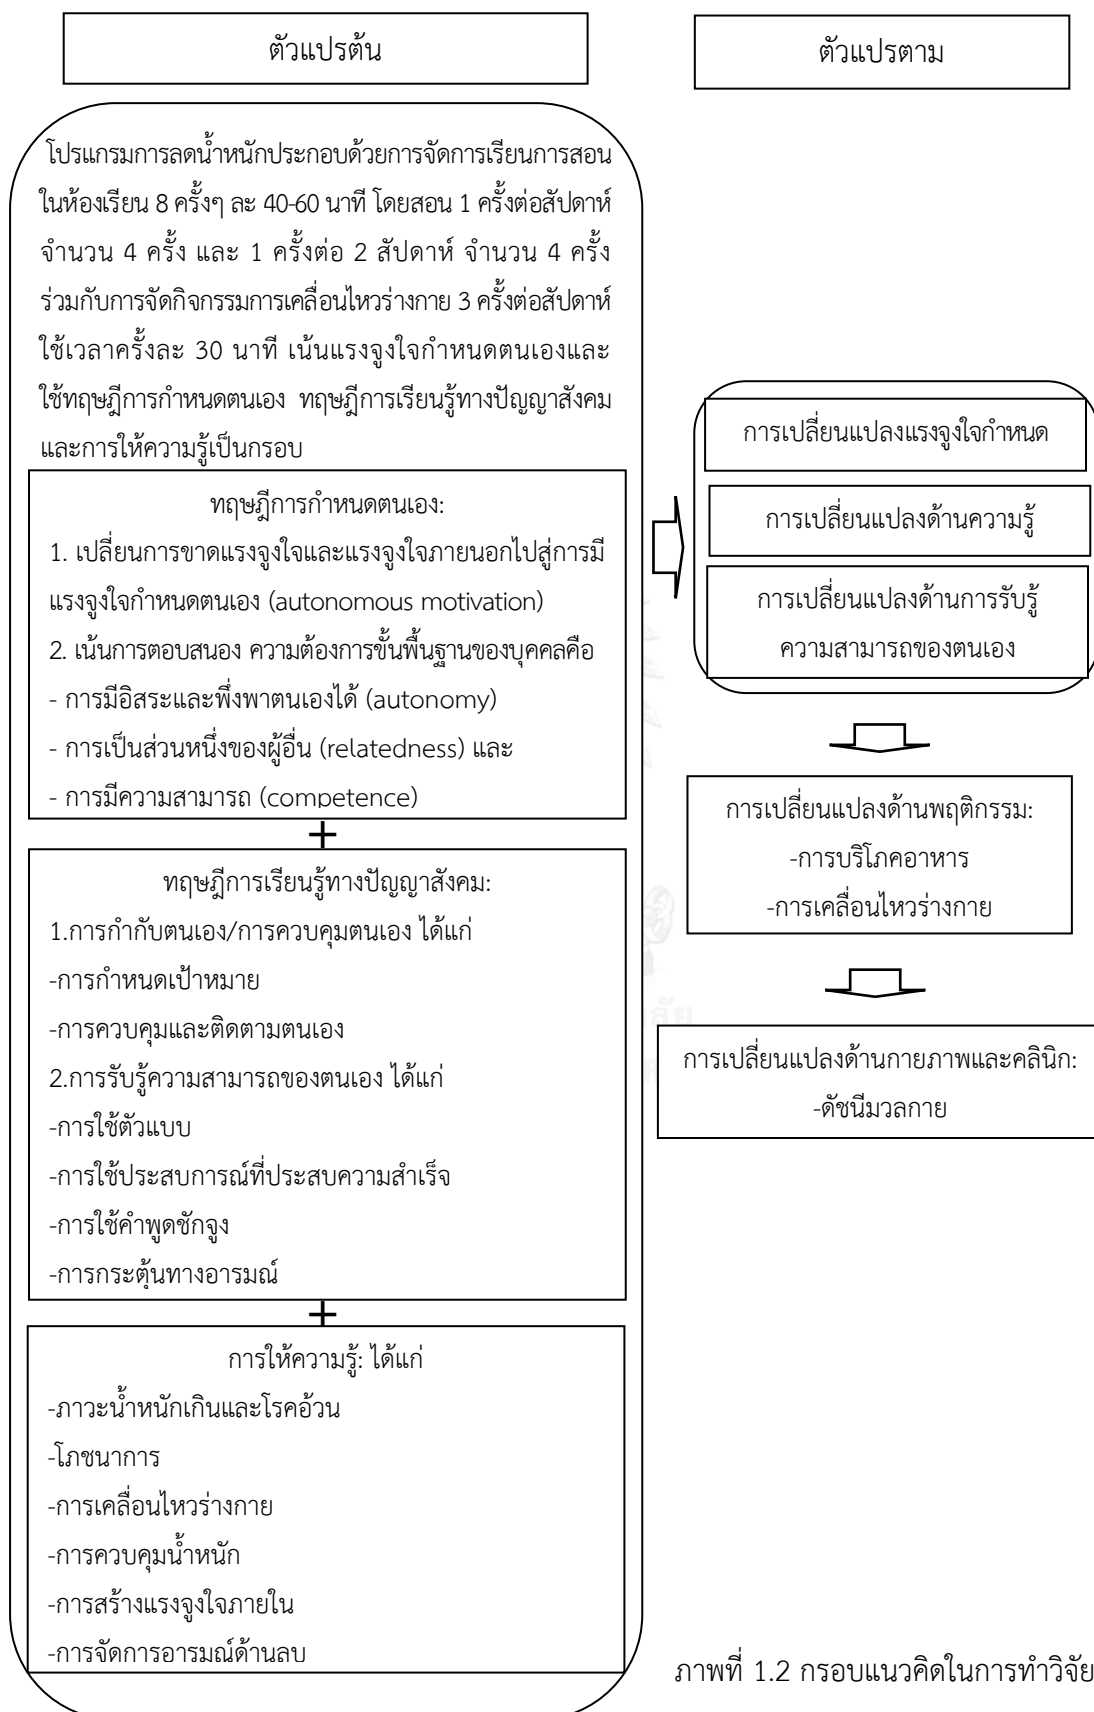 ตัวแปรต้น
ตัวแปรตาม
โปรแกรมการลดน้ำหนักประกอบด้วยการจัดการเรียนการสอน
ในห้องเรียน 8 ครั้งๆ ละ 40-60 นาที โดยสอน 1 ครั้งต่อสัปดาห์
จำนวน 4 ครั้ง และ 1 ครั้งต่อ 2 สัปดาห์ จำนวน 4 ครั้ง
ร่วมกับการจัดกิจกรรมการเคลื่อนไหวร่างกาย 3 ครั้งต่อสัปดาห์
ใช้เวลาครั้งละ 30 นาที เน้นแรงจูงใจกำหนดตนเองและ
ใช้ทฤษฎีการกำหนดตนเอง ทฤษฎีการเรียนรู้ทางปัญญาสังคม
และการให้ความรู้เป็นกรอบ
ทฤษฎีการกำหนดตนเอง:
1. เปลี่ยนการขาดแรงจูงใจและแรงจูงใจภายนอกไปสู่การมี
แรงจูงใจกำหนดตนเอง (autonomous motivation)
2. เน้นการตอบสนอง ความต้องการขั้นพื้นฐานของบุคคลคือ
- การมีอิสระและพึ่งพาตนเองได้ (autonomy)
- การเป็นส่วนหนึ่งของผู้อื่น (relatedness) และ
- การมีความสามารถ (competence)
+
ทฤษฎีการเรียนรู้ทางปัญญาสังคม:
1.การกำกับตนเอง/การควบคุมตนเอง ได้แก่
-การกำหนดเป้าหมาย
-การควบคุมและติดตามตนเอง
2.การรับรู้ความสามารถของตนเอง ได้แก่
-การใช้ตัวแบบ
-การใช้ประสบการณ์ที่ประสบความสำเร็จ
-การใช้คำพูดชักจูง
-การกระตุ้นทางอารมณ์
+
การให้ความรู้: ได้แก่
-ภาวะน้ำหนักเกินและโรคอ้วน
-โภชนาการ
-การเคลื่อนไหวร่างกาย
-การควบคุมน้ำหนัก
-การสร้างแรงจูงใจภายใน
-การจัดการอารมณ์ด้านลบ
การเปลี่ยนแปลงแรงจูงใจกำหนด
การเปลี่ยนแปลงด้านความรู้
การเปลี่ยนแปลงด้านการรับรู้
ความสามารถของตนเอง
การเปลี่ยนแปลงด้านพฤติกรรม:
-การบริโภคอาหาร
-การเคลื่อนไหวร่างกาย
การเปลี่ยนแปลงด้านกายภาพและคลินิก:
-ดัชนีมวลกาย
ภาพที่ 1.2 กรอบแนวคิดในการทำวิจัย